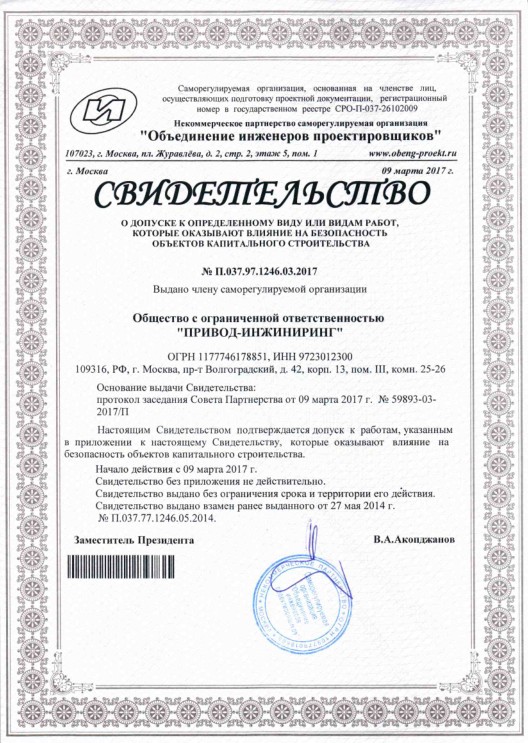 Саморегулируемая организация, основанная на членстве лиц,
осуществляющих подготовку проектной документации, регистрационный
номер в государственном реестре СРО-П-037-26102009
Некоммерческое партнерство саморегулируемая организация
"Объединение инженеров проектировщиков"
107023, г. Москва, пл. Журавлёва, д. 2, стр. 2, этаж 5, пом. 1 www.obeng-proekt.ru
г. Москва 09 марта 2017 г.
СВИДЕТЕЛЬСТВО
О ДОПУСКЕ К ОПРЕДЕЛЕННОМУ ВИДУ ИЛИ ВИДАМ РАБОТ,
КОТОРЫЕ ОКАЗЫВАЮТ ВЛИЯНИЕ НА БЕЗОПАСНОСТЬ
ОБЪЕКТОВ КАПИТАЛЬНОГО СТРОИТЕЛЬСТВА
№ П.037.97.1246.03.2017
Выдано члену саморегулируемой организации
Общество с ограниченной ответственностью
"ПРИВОД-ИНЖИНИРИНГ"
ОГРН 1177746178851, ИНН 9723012300
109316, РФ, г. Москва, пр-т Волгоградский, д. 42, корп. 13, пом. III, комн. 25-26
Основание выдачи Свидетельства:
протокол заседания Совета Партнерства от 09 марта 2017 г. № 59893-03-
2017/П
Настоящим Свидетельством подтверждается допуск к работам, указанным
в приложении к настоящему Свидетельству, которые оказывают влияние на
безопасность объектов капитального строительства.
Начало действия с 09 марта 2017 г.
Свидетельство без приложения не действительно.
Свидетельство выдано без ограничения срока и территории его действия.
Свидетельство выдано взамен ранее выданного от 27 мая 2014 г.
№ П.037.77.1246.05.2014.
Заместитель Президента В.А.Акопджанов